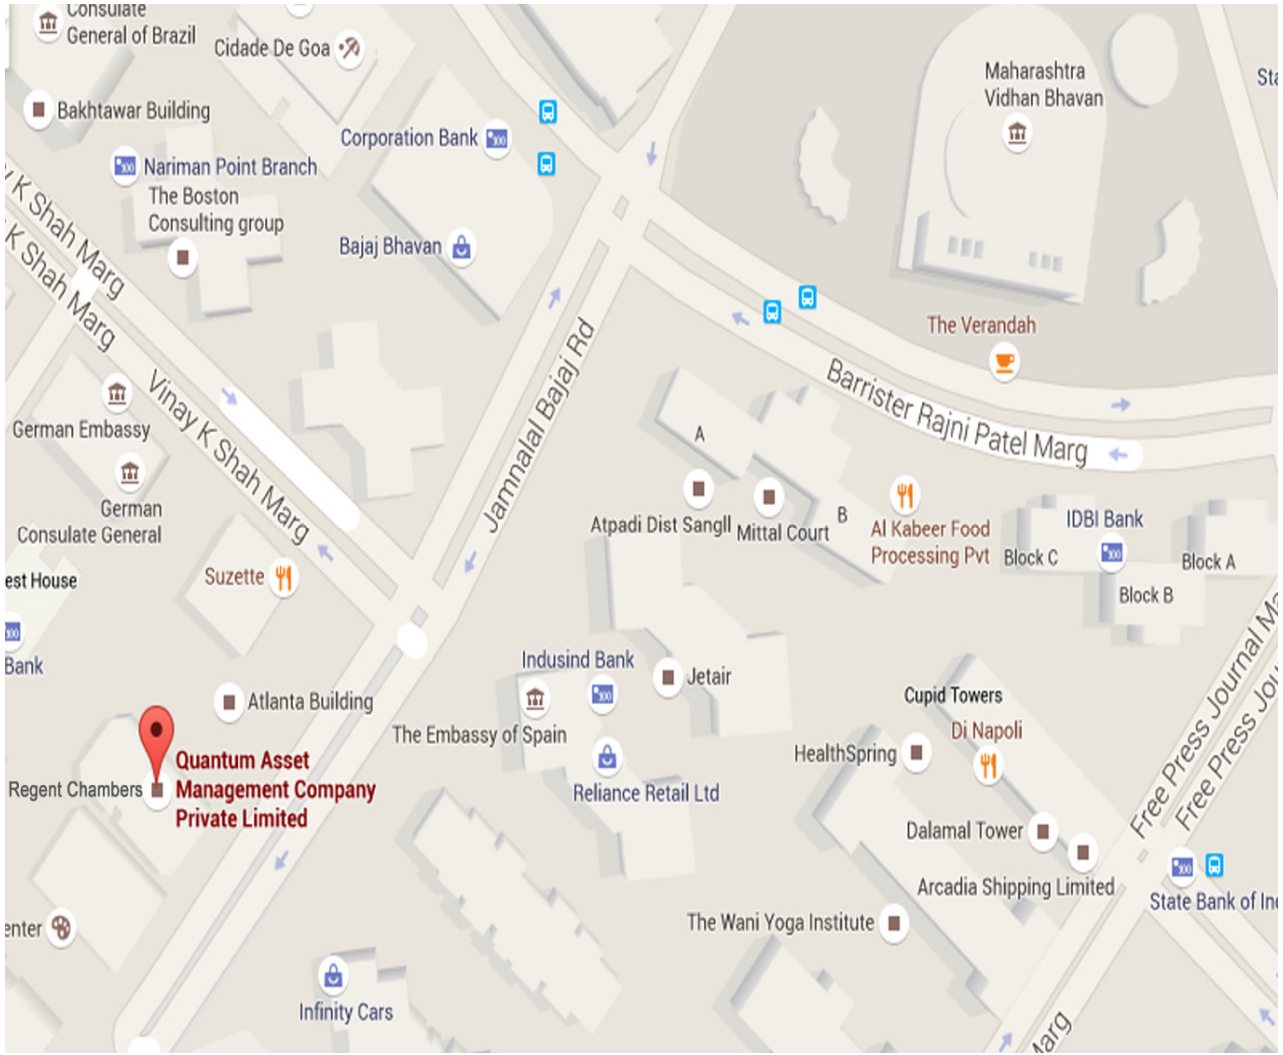 Consulate
General of Brazil
Cidade De Goa
Maharashtra
Vidhan Bhavan
Sta
Bakhtawar Building
Corporation Bank
Nariman Point Branch
The Boston
Consulting group
Bajaj Bhavan
y K Shah Marg
K Shah Marg
The Verandah
Jamnalal Bajaj Rd
Barrister Rajni Patel Marg
German Embassy
Vinay K Shah Marg
A
B
German
Consulate General
Atpadi Dist Sangll
Mittal Court
Al Kabeer Food
Processing Pvt
IDBI Bank
Block C
Block A
Block B
Suzette
est House
Bank
Indusind Bank
Jetair
Atlanta Building
The Embassy of Spain
Cupid Towers
Di Napoli
HealthSpring
Quantum Asset
Management Company
Private Limited
Regent Chambers
Reliance Retail Ltd
Free Press Journal Ma
Free Press Jou
Dalamal Tower
Arcadia Shipping Limited
State Bank of Ind
The Wani Yoga Institute
enter
Infinity Cars
Marg